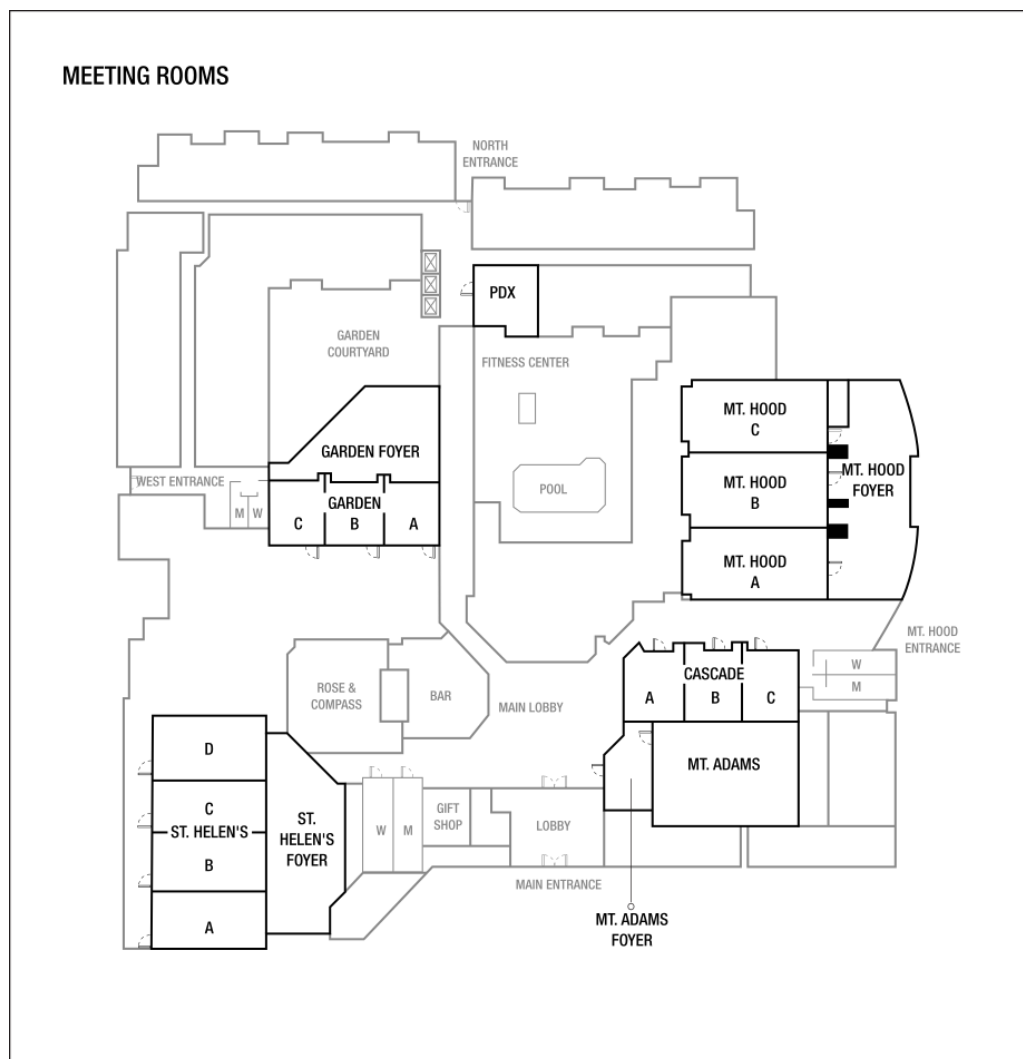 MEETING ROOMS
NORTH
ENTRANCE
PDX
GARDEN
COURTYARD
FITNESS CENTER
MT. HOOD
C
GARDEN FOYER
MT. HOOD
FOYER
WEST ENTRANCE
MT. HOOD
B
POOL
M W
GARDEN
C B A
MT. HOOD
A
MT. HOOD
ENTRANCE
W
M
CASCADE
A B C
ROSE &
COMPASS
BAR
MAIN LOBBY
D
MT. ADAMS
C
ST. HELEN'S
B
A
ST.
HELEN'S
FOYER
W M
GIFT
SHOP
LOBBY
MAIN ENTRANCE
MT. ADAMS
FOYER